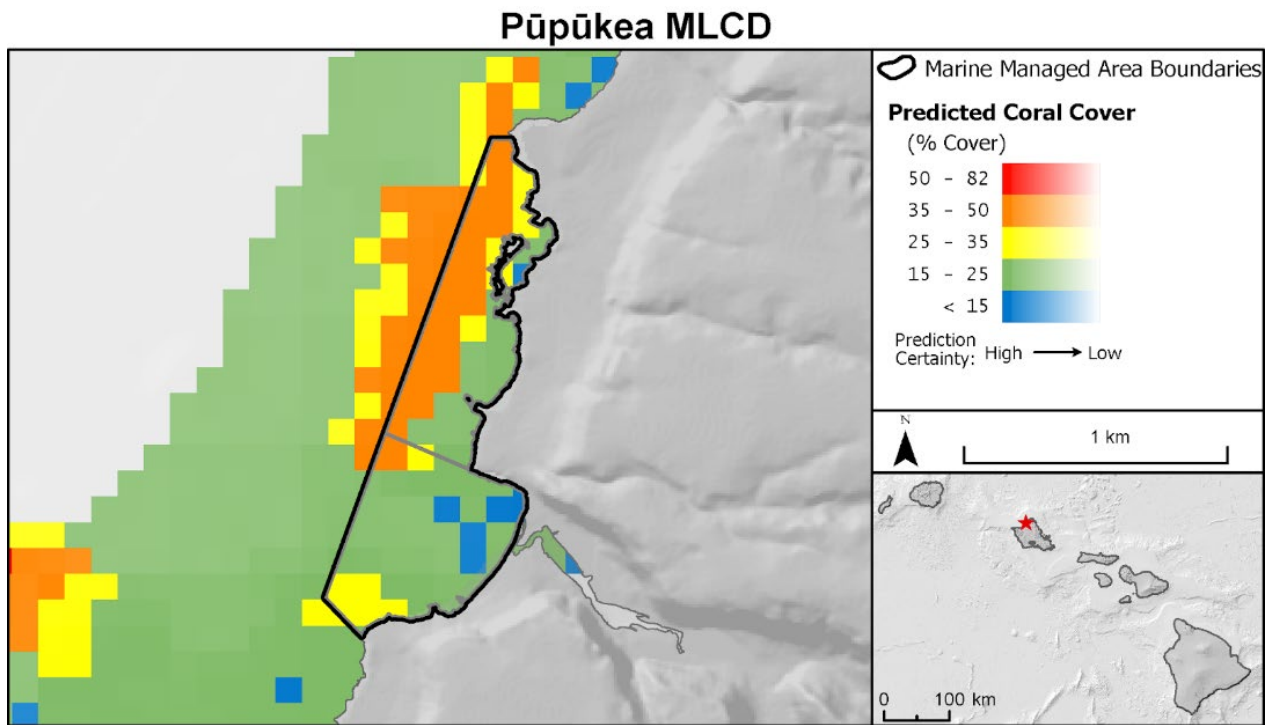 Pūpūkea MLCD
Marine Managed Area Boundaries
Predicted Coral Cover
(% Cover)
50 - 82
35 - 50
25 - 35
15 - 25
< 15
Prediction
Certainty: High Low
N
1 km
0 100 km